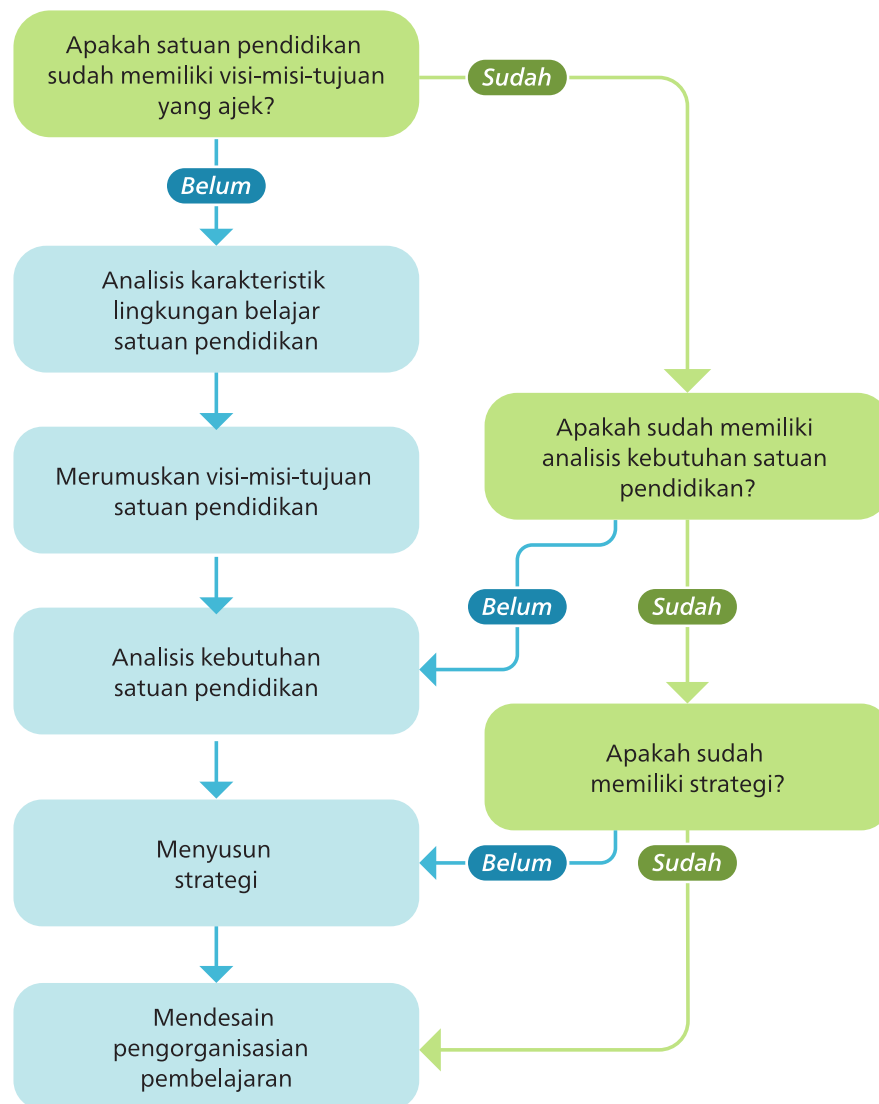 Apakah satuan pendidikan
sudah memiliki visi-misi-tujuan
yang ajek?
Sudah
Belum
Analisis karakteristik
lingkungan belajar
satuan pendidikan
Merumuskan visi-misi-tujuan
satuan pendidikan
Apakah sudah memiliki
analisis kebutuhan satuan
pendidikan?
Belum
Sudah
Analisis kebutuhan
satuan pendidikan
Apakah sudah
memiliki strategi?
Menyusun
strategi
Belum
Sudah
Mendesain
pengorganisasian
pembelajaran